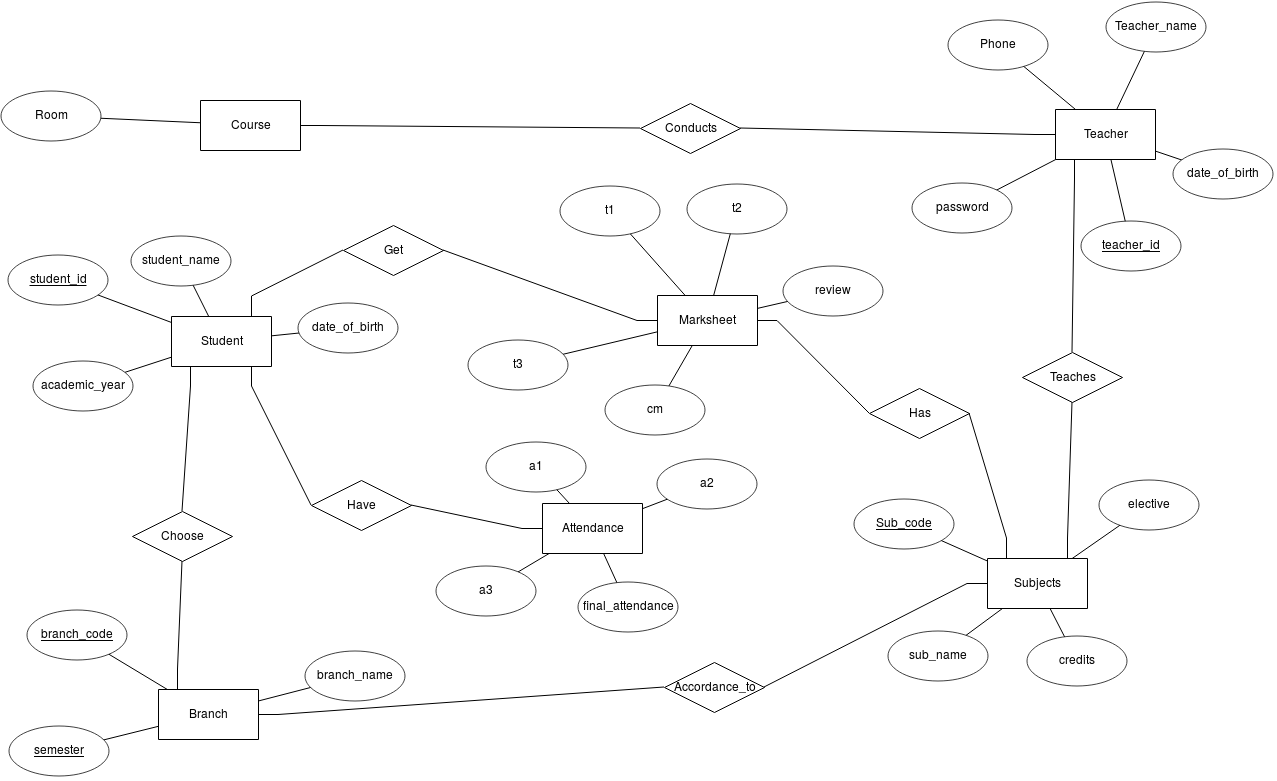 Teacher_name
Phone
Room
Course
Conducts
Teacher
date_of_birth
password
t1
t2
teacher_id
Get
student_name
student_id
review
Marksheet
date_of_birth
Student
t3
Teaches
academic_year
cm
Has
a1
a2
elective
Have
Sub_code
Attendance
Choose
Subjects
a3
final_attendance
branch_code
sub_name
credits
branch_name
Accordance_to
Branch
semester